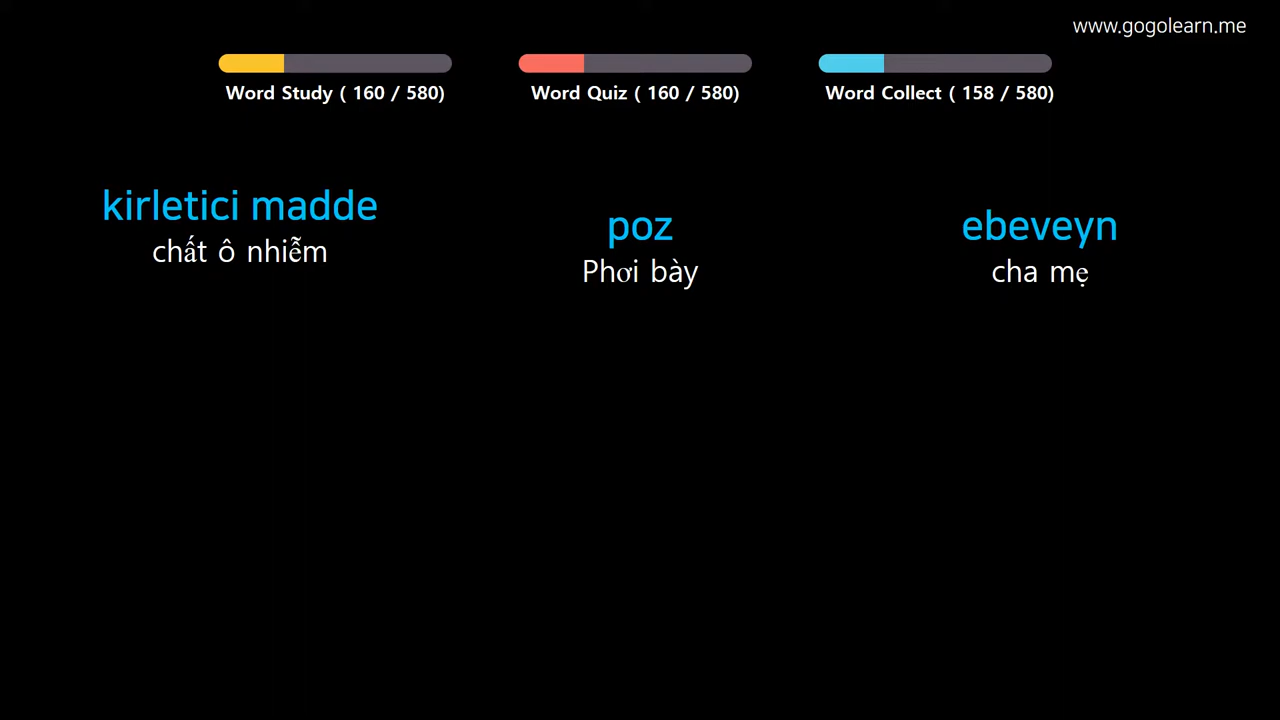 www.gogolearn.me
Word Study ( 160 / 580)
Word Quiz ( 160 / 580)
Word Collect ( 158 / 580)
kirletici madde
chất ô nhiễm
poz
Phơi bày
ebeveyn
cha mẹ